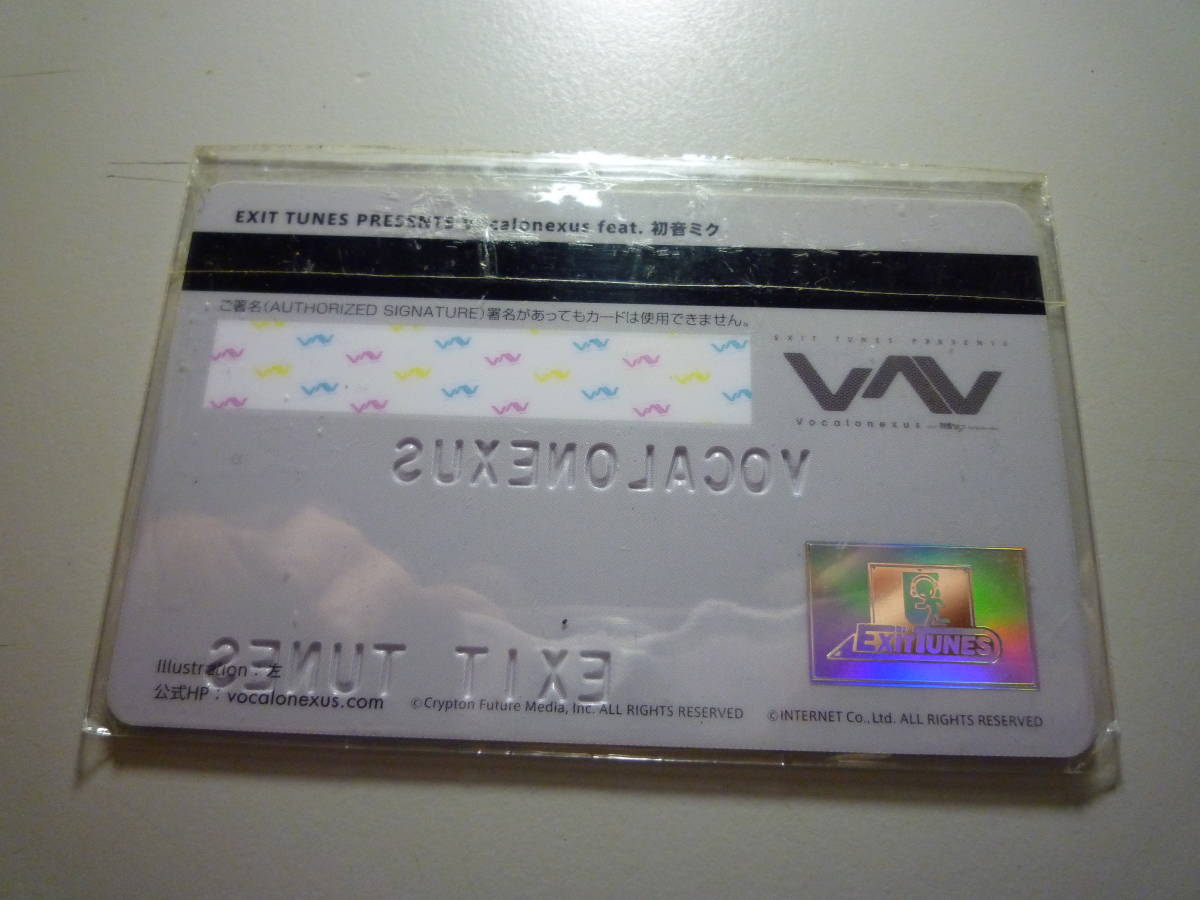 EXIT TUNES PRESENTS Vocalonexus feat. 初音ミク
ご署名(AUTHORIZED SIGNATURE)署名があってもカードは使用できません。
EXIT TUNES PRESENTS
Vocalonexus
VOCALONEXUS
EXIT TUNES
EXITTUNES
Illustration：左
公式HP：vocalonexus.com
©Crypton Future Media, Inc. ALL RIGHTS RESERVED
©INTERNET Co., Ltd. ALL RIGHTS RESERVED